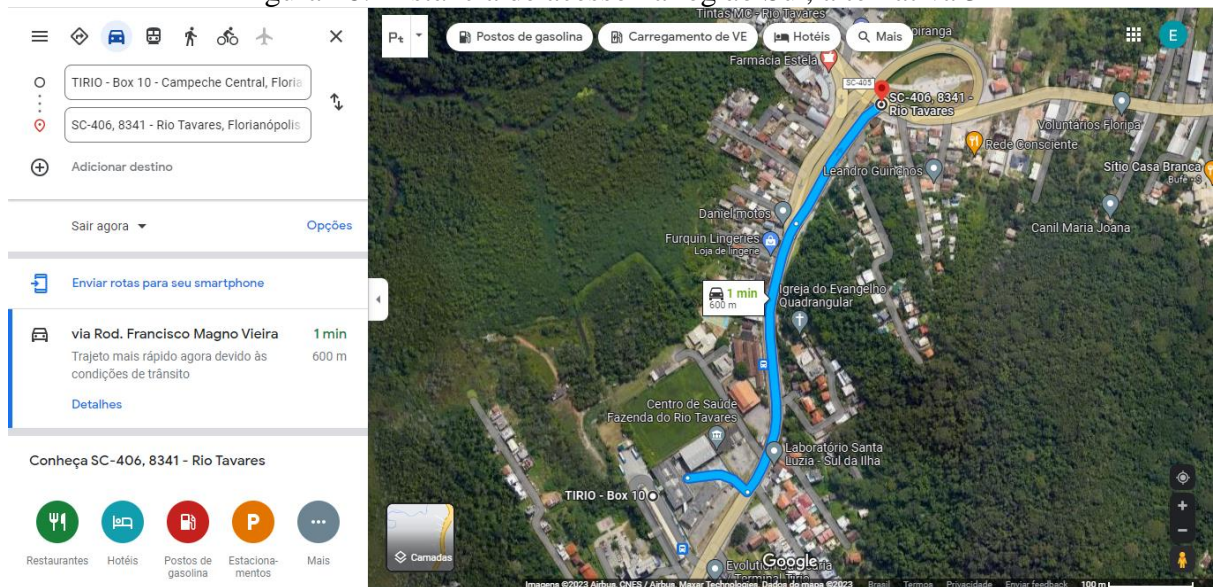 TIRIO - Box 10 - Campeche Central, Floria
SC-406, 8341 - Rio Tavares, Florianópolis
Adicionar destino
Sair agora
Opções
Enviar rotas para seu smartphone
via Rod. Francisco Magno Vieira
1 min
Trajeto mais rápido agora devido às
600 m
condições de trânsito
Detalhes
Conheça SC-406, 8341 - Rio Tavares
Restaurantes
Hotéis
Postos de
gasolina
Estaciona-
mentos
Mais
Postos de gasolina
Carregamento de VE
Hotéis
Mais
E
Tintas MC - Rio Tavares
Farmácia Estela
SC-405
SC-406, 8341 -
Rio Tavares
Voluntários Floripa
Rede Consciente
Sítio Casa Branca
Leandro Guinchos
Canil Maria Joana
Daniel motos
Furquin Lingeries
Loja de lingerie
1 min
600 m
Igreja do Evangelho
Quadrangular
Centro de Saúde
Fazenda do Rio Tavares
Laboratório Santa
Luzia - Sul da Ilha
TIRIO - Box 10
Camadas
Google
Imagens ©2023 Airbus, CNES / Airbus, Maxar Technologies, Dados do mapa ©2023
Brasil
Termos
Privacidade
Enviar feedback
100 m